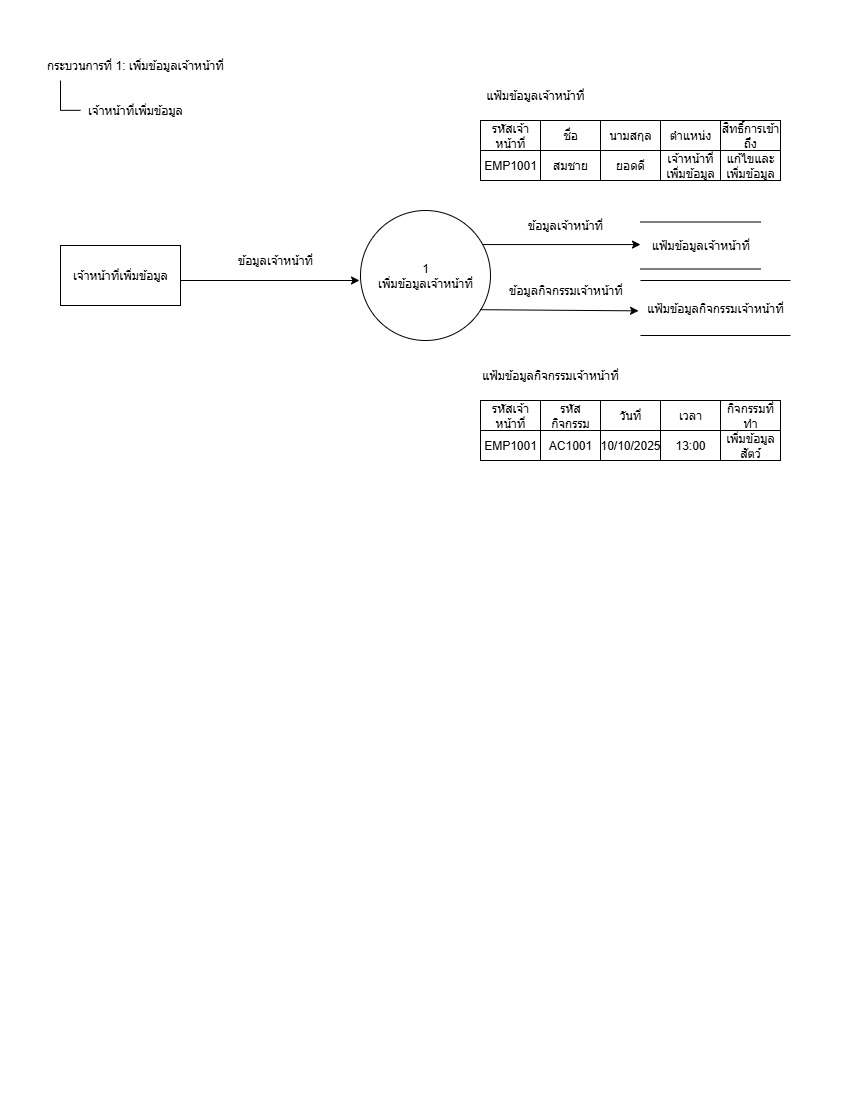 กระบวนการที่ 1: เพิ่มข้อมูลเจ้าหน้าที่
เจ้าหน้าที่เพิ่มข้อมูล
แฟ้มข้อมูลเจ้าหน้าที่
รหัสเจ้า
หน้าที่
ชื่อ
นามสกุล
ตำแหน่ง
สิทธิ์การเข้า
ถึง
EMP1001
สมชาย
ยอดดี
เจ้าหน้าที่
เพิ่มข้อมูล
แก้ไขและ
เพิ่มข้อมูล
เจ้าหน้าที่เพิ่มข้อมูล
ข้อมูลเจ้าหน้าที่
1
เพิ่มข้อมูลเจ้าหน้าที่
ข้อมูลเจ้าหน้าที่
แฟ้มข้อมูลเจ้าหน้าที่
ข้อมูลกิจกรรมเจ้าหน้าที่
แฟ้มข้อมูลกิจกรรมเจ้าหน้าที่
แฟ้มข้อมูลกิจกรรมเจ้าหน้าที่
รหัสเจ้า
หน้าที่
รหัส
กิจกรรม
วันที่
เวลา
กิจกรรมที่
ทำ
EMP1001
AC1001
10/10/2025
13:00
เพิ่มข้อมูล
สัตว์